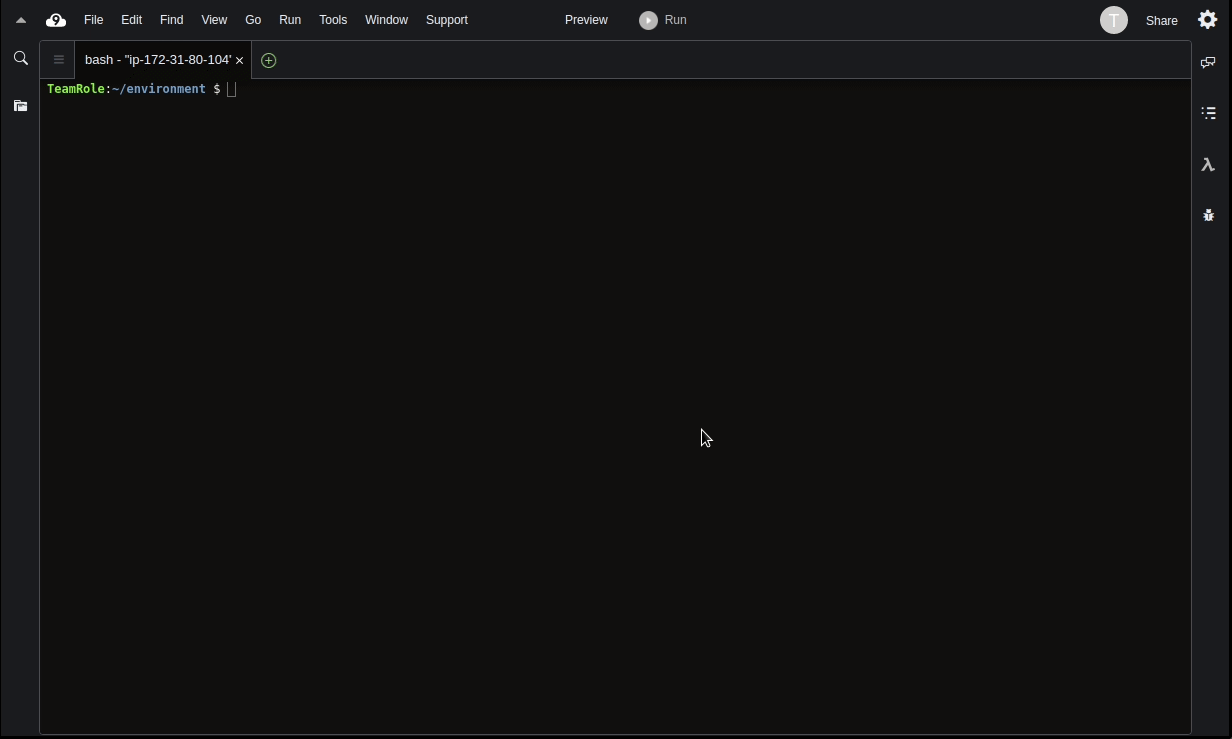 9 File Edit Find View Go Run Tools Window Support Preview Run T Share
bash - "ip-172-31-80-104' ×
TeamRole:~/environment $
λ